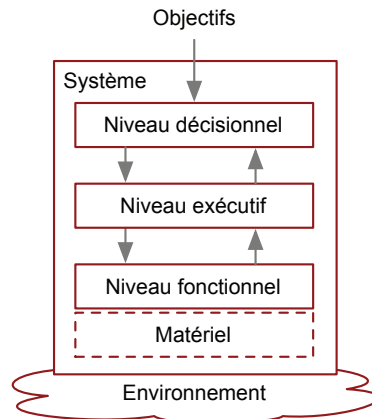 Objectifs
Système
Niveau décisionnel
Niveau exécutif
Niveau fonctionnel
Matériel
Environnement